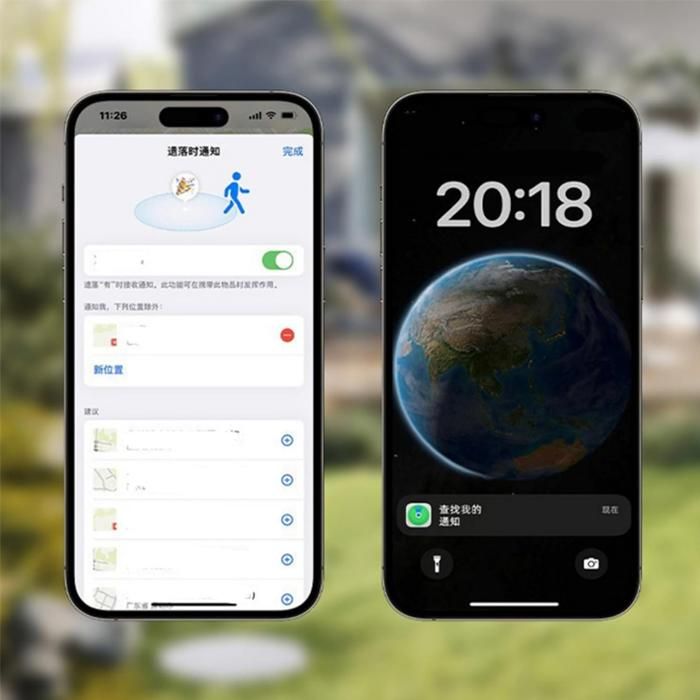 11:26
遗落时通知
完成
遗落“有”时接收通知。此功能可在携带此物品时发挥作用。
通知我，下列位置除外：
新位置
建议
广东省
20:18
查找我的
现在
通知